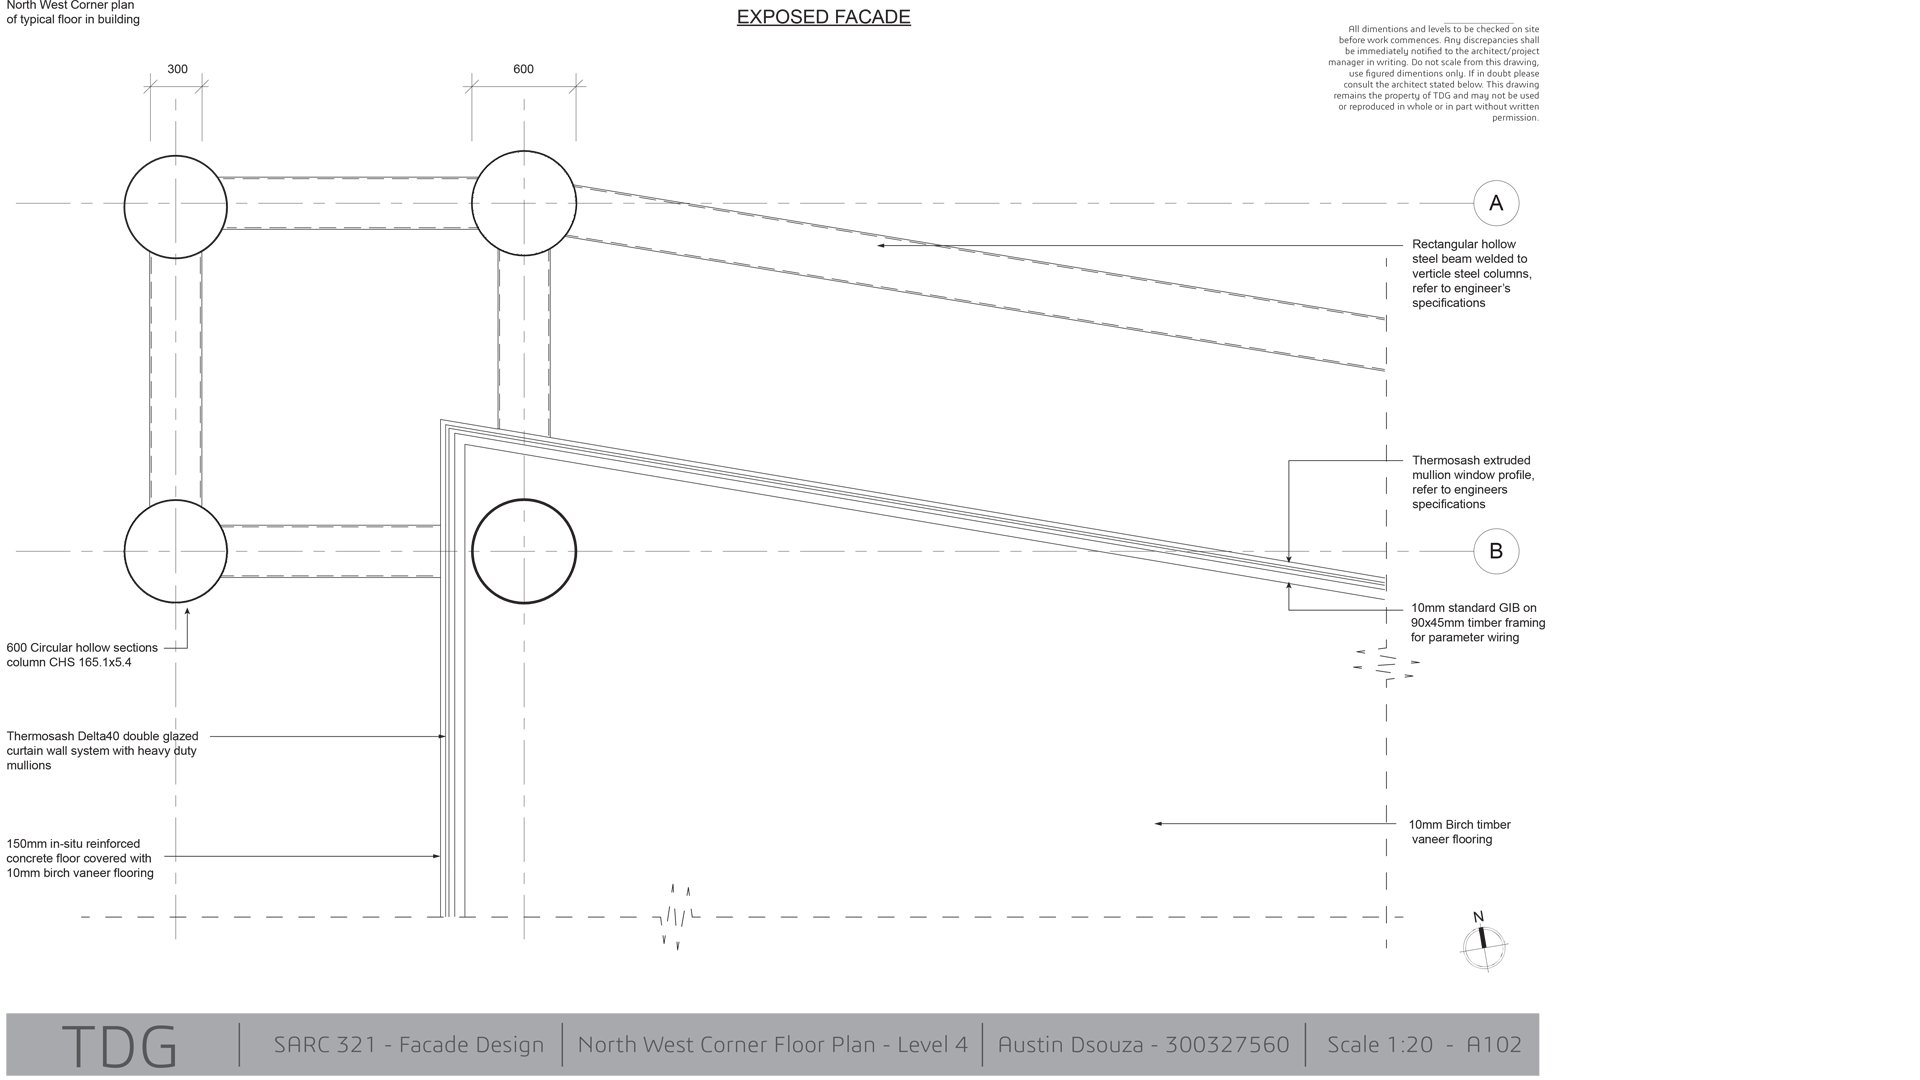 North West Corner plan
of typical floor in building
EXPOSED FACADE
All dimentions and levels to be checked on site
before work commences. Any discrepancies shall
be immediately notified to the architect/project
manager in writing. Do not scale from this drawing,
use figured dimentions only. If in doubt please
consult the architect stated below. This drawing
remains the property of TDG and may not be used
or reproduced in whole or in part without written
permission.
300
600
A
Rectangular hollow
steel beam welded to
verticle steel columns,
refer to engineer's
specifications
Thermosash extruded
mullion window profile,
refer to engineers
specifications
B
10mm standard GIB on
90x45mm timber framing
for parameter wiring
600 Circular hollow sections
column CHS 165.1x5.4
Thermosash Delta40 double glazed
curtain wall system with heavy duty
mullions
150mm in-situ reinforced
concrete floor covered with
10mm birch vaneer flooring
10mm Birch timber
vaneer flooring
N
TDG
SARC 321 - Facade Design
North West Corner Floor Plan - Level 4
Austin Dsouza - 300327560
Scale 1:20 - A102